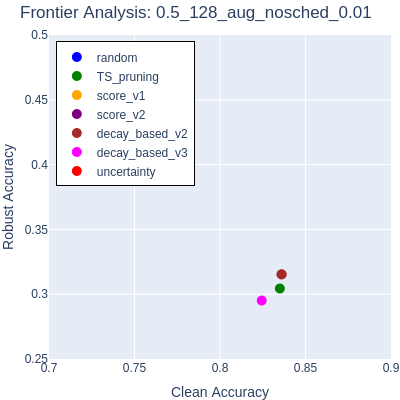 Frontier Analysis: 0.5_128_aug_nosched_0.01
0.5
random
TS_pruning
score_v1
score_v2
decay_based_v2
decay_based_v3
uncertainty
0.45
0.4
0.35
0.3
0.25
Robust Accuracy
0.7
0.75
0.8
0.85
0.9
Clean Accuracy